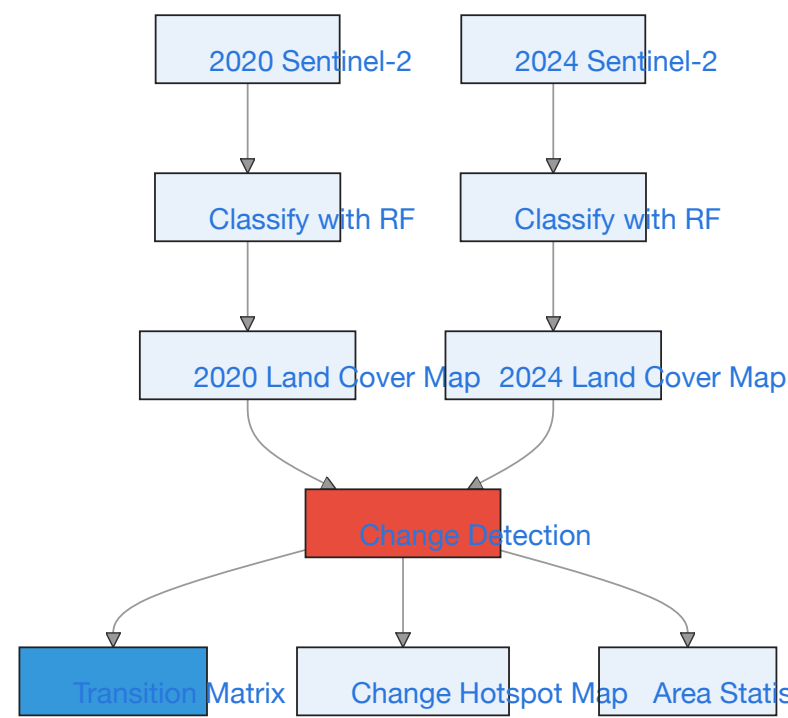 2020 Sentinel-2
2024 Sentinel-2
Classify with RF
Classify with RF
2020 Land Cover Map
2024 Land Cover Map
Change Detection
Transition Matrix
Change Hotspot Map
Area Statis